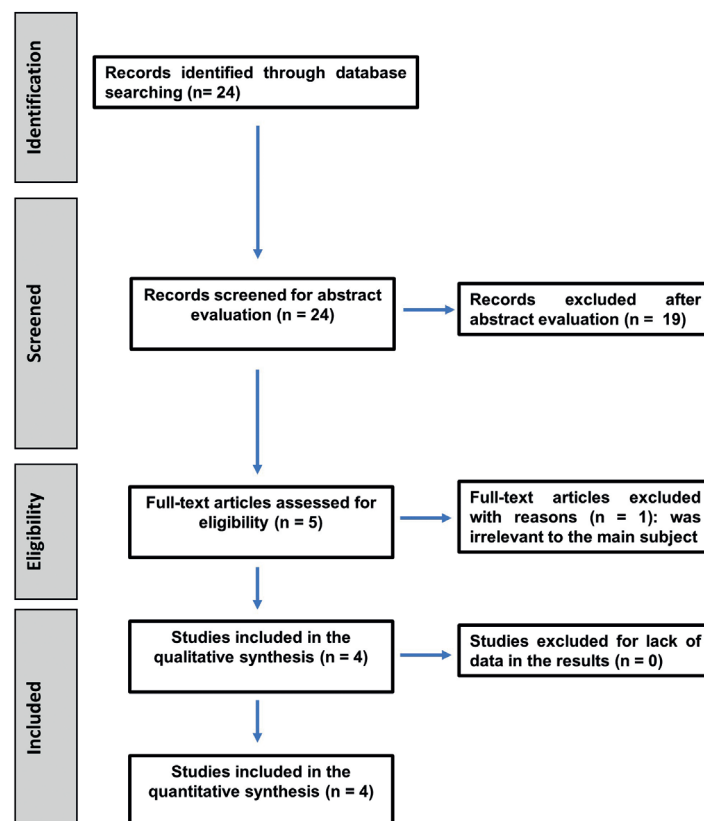 Identification
Records identified through database
searching (n= 24)
Screened
Records screened for abstract
evaluation (n = 24)
Records excluded after
abstract evaluation (n = 19)
Eligibility
Full-text articles assessed for
eligibility (n = 5)
Full-text articles excluded
with reasons (n = 1): was
irrelevant to the main subject
Included
Studies included in the
qualitative synthesis (n = 4)
Studies excluded for lack of
data in the results (n = 0)
Studies included in the
quantitative synthesis (n = 4)